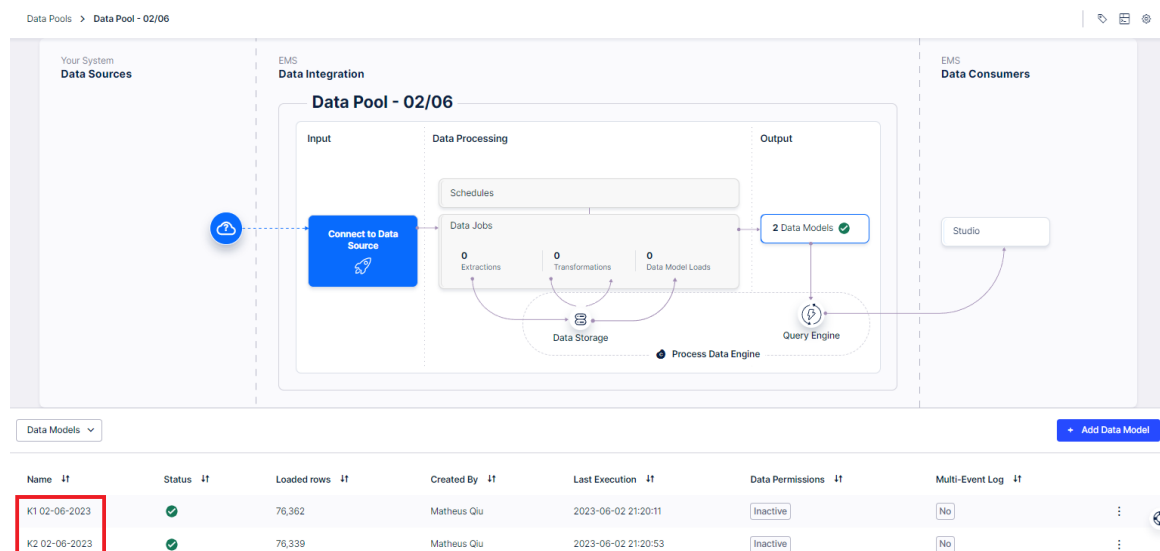 Data Pools > Data Pool - 02/06
Your System
Data Sources
EMS
Data Integration
EMS
Data Consumers
Data Pool - 02/06
Input
Data Processing
Output
Schedules
Connect to Data
Source
Data Jobs
0
Extractions
0
Transformations
0
Data Model Loads
2 Data Models
Studio
Data Storage
Query Engine
Process Data Engine
Data Models
+ Add Data Model
Name Status Loaded rows Created By Last Execution Data Permissions Multi-Event Log
K1 02-06-2023 76,362 Matheus Qiu 2023-06-02 21:20:11 Inactive No
K2 02-06-2023 76,339 Matheus Qiu 2023-06-02 21:20:53 Inactive No